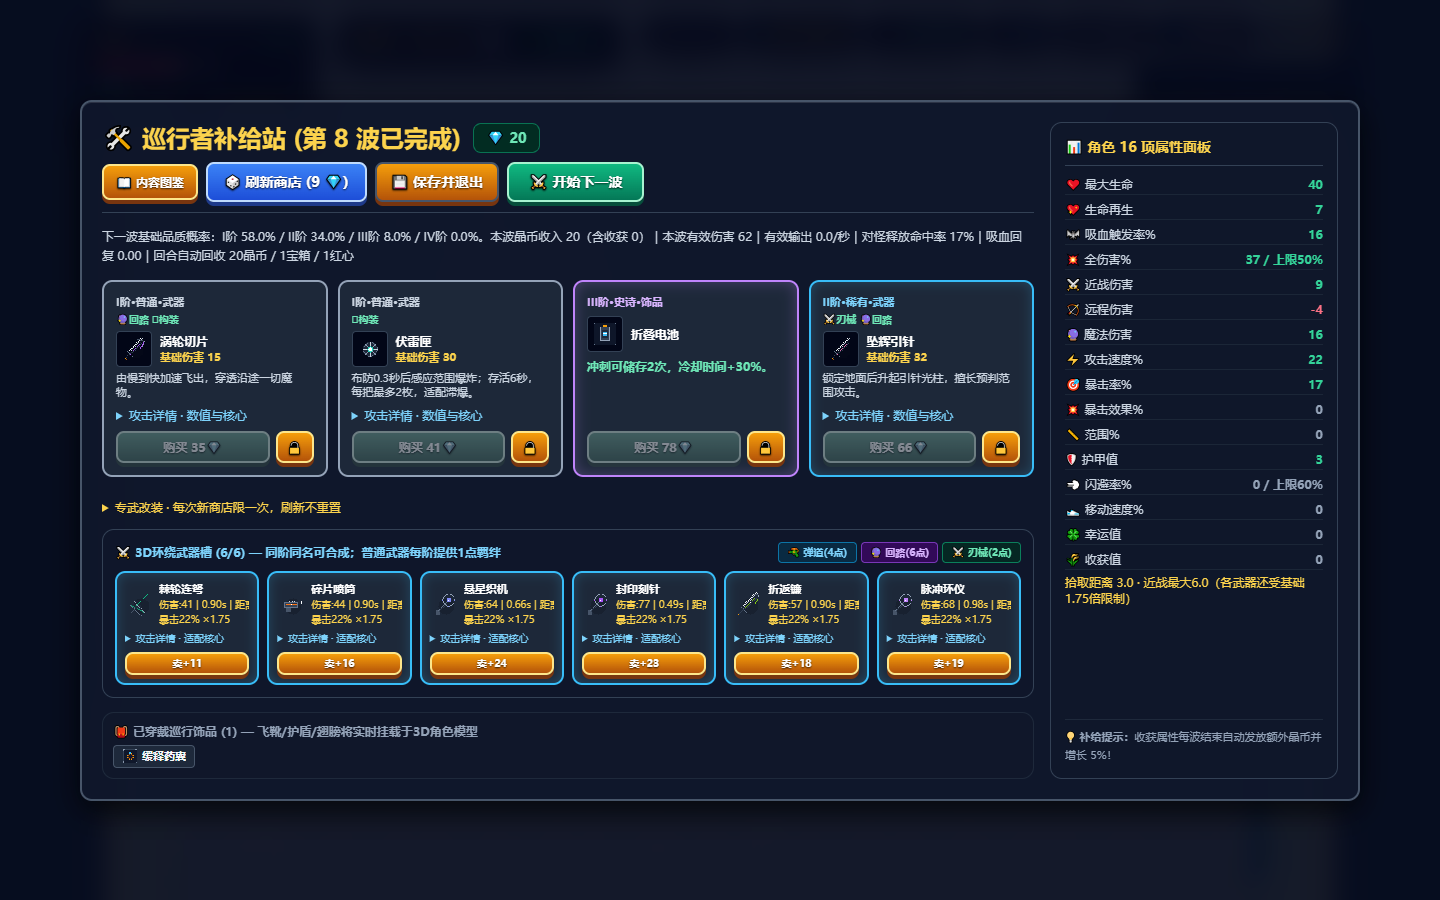 巡行者补给站 (第 8 波已完成)
20
内容图鉴
刷新商店 (9 )
保存并退出
开始下一波
下一波基础品质概率：I阶 58.0% / II阶 34.0% / III阶 8.0% / IV阶 0.0%。本波晶币收入 20（含收获 0） | 本波有效伤害 62 | 有效输出 0.0/秒 | 对怪释放命中率 17% | 吸血回
复 0.00 | 回合自动回收 20晶币 / 1宝箱 / 1红心
I阶·普通·武器
回路 构装
涡轮切片
基础伤害 15
由慢到快加速飞出，穿透沿途一切魔
物。
攻击详情 · 数值与核心
购买 35
I阶·普通·武器
构装
伏雷匣
基础伤害 30
布防0.3秒后感应范围爆炸；存活6秒，
每把最多2枚，适配滞爆。
攻击详情 · 数值与核心
购买 41
III阶·史诗·饰品
折叠电池
冲刺可储存2次，冷却时间+30%。
购买 78
II阶·稀有·武器
刃械 回路
坠辉引针
基础伤害 32
锁定地面后升起引针光柱，擅长预判范
围攻击。
攻击详情 · 数值与核心
购买 66
专武改装 · 每次新商店限一次，刷新不重置
3D环绕武器槽 (6/6) — 同阶同名可合成；普通武器每阶提供1点羁绊
弹道(4点)
回路(6点)
刃械(2点)
棘轮连弩
伤害:41 | 0.90s | 距
暴击22% ×1.75
攻击详情 · 适配核心
卖+11
碎片喷筒
伤害:44 | 0.90s | 距
暴击22% ×1.75
攻击详情 · 适配核心
卖+16
悬星织机
伤害:64 | 0.66s | 距
暴击22% ×1.75
攻击详情 · 适配核心
卖+24
封印刻针
伤害:77 | 0.49s | 距
暴击22% ×1.75
攻击详情 · 适配核心
卖+23
折返镰
伤害:57 | 0.90s | 距
暴击22% ×1.75
攻击详情 · 适配核心
卖+18
脉冲环仪
伤害:68 | 0.98s | 距
暴击22% ×1.75
攻击详情 · 适配核心
卖+19
已穿戴巡行饰品 (1) — 飞靴/护盾/翅膀将实时挂载于3D角色模型
缓释药囊
角色 16 项属性面板
最大生命 40
生命再生 7
吸血触发率% 16
全伤害% 37 / 上限50%
近战伤害 9
远程伤害 -4
魔法伤害 16
攻击速度% 22
暴击率% 17
暴击效果% 0
范围% 0
护甲值 3
闪避率% 0 / 上限60%
移动速度% 0
幸运值 0
收获值 0
拾取距离 3.0 · 近战最大6.0（各武器还受基础
1.75倍限制）
补给提示：收获属性每波结束自动发放额外晶币并
增长 5%！